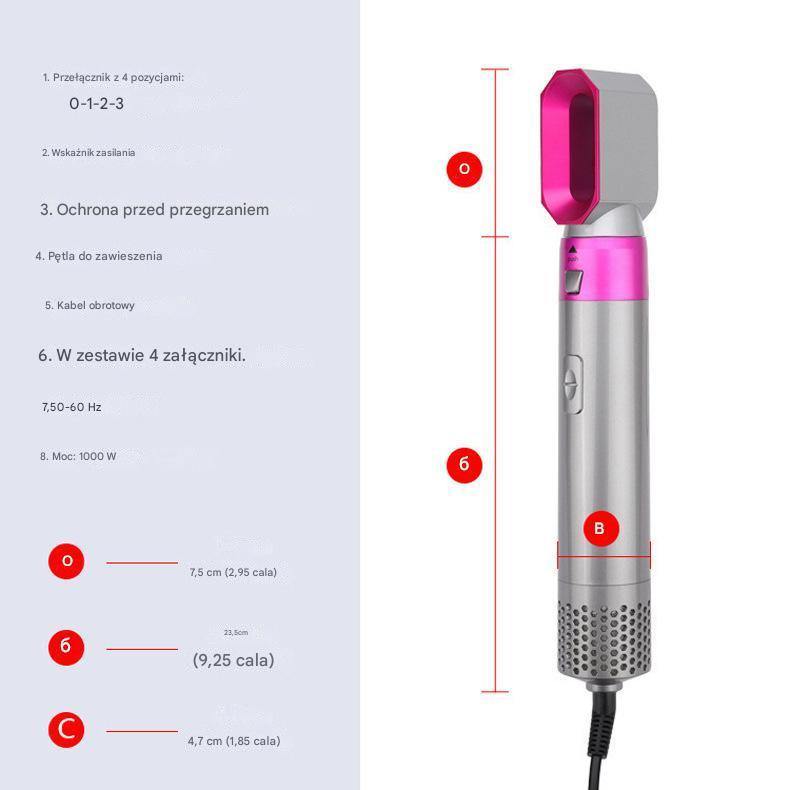 1. Przełącznik z 4 pozycjami:
0-1-2-3
2. Wskaźnik zasilania
3. Ochrona przed przegrzaniem
4. Pętla do zawieszenia
5. Kabel obrotowy
6. W zestawie 4 załączniki.
7,50-60 Hz
8. Moc: 1000 W
о
7,5 cm (2,95 cala)
б
23,5cm
(9,25 cala)
C
4,7 cm (1,85 cala)
о
push
б
В